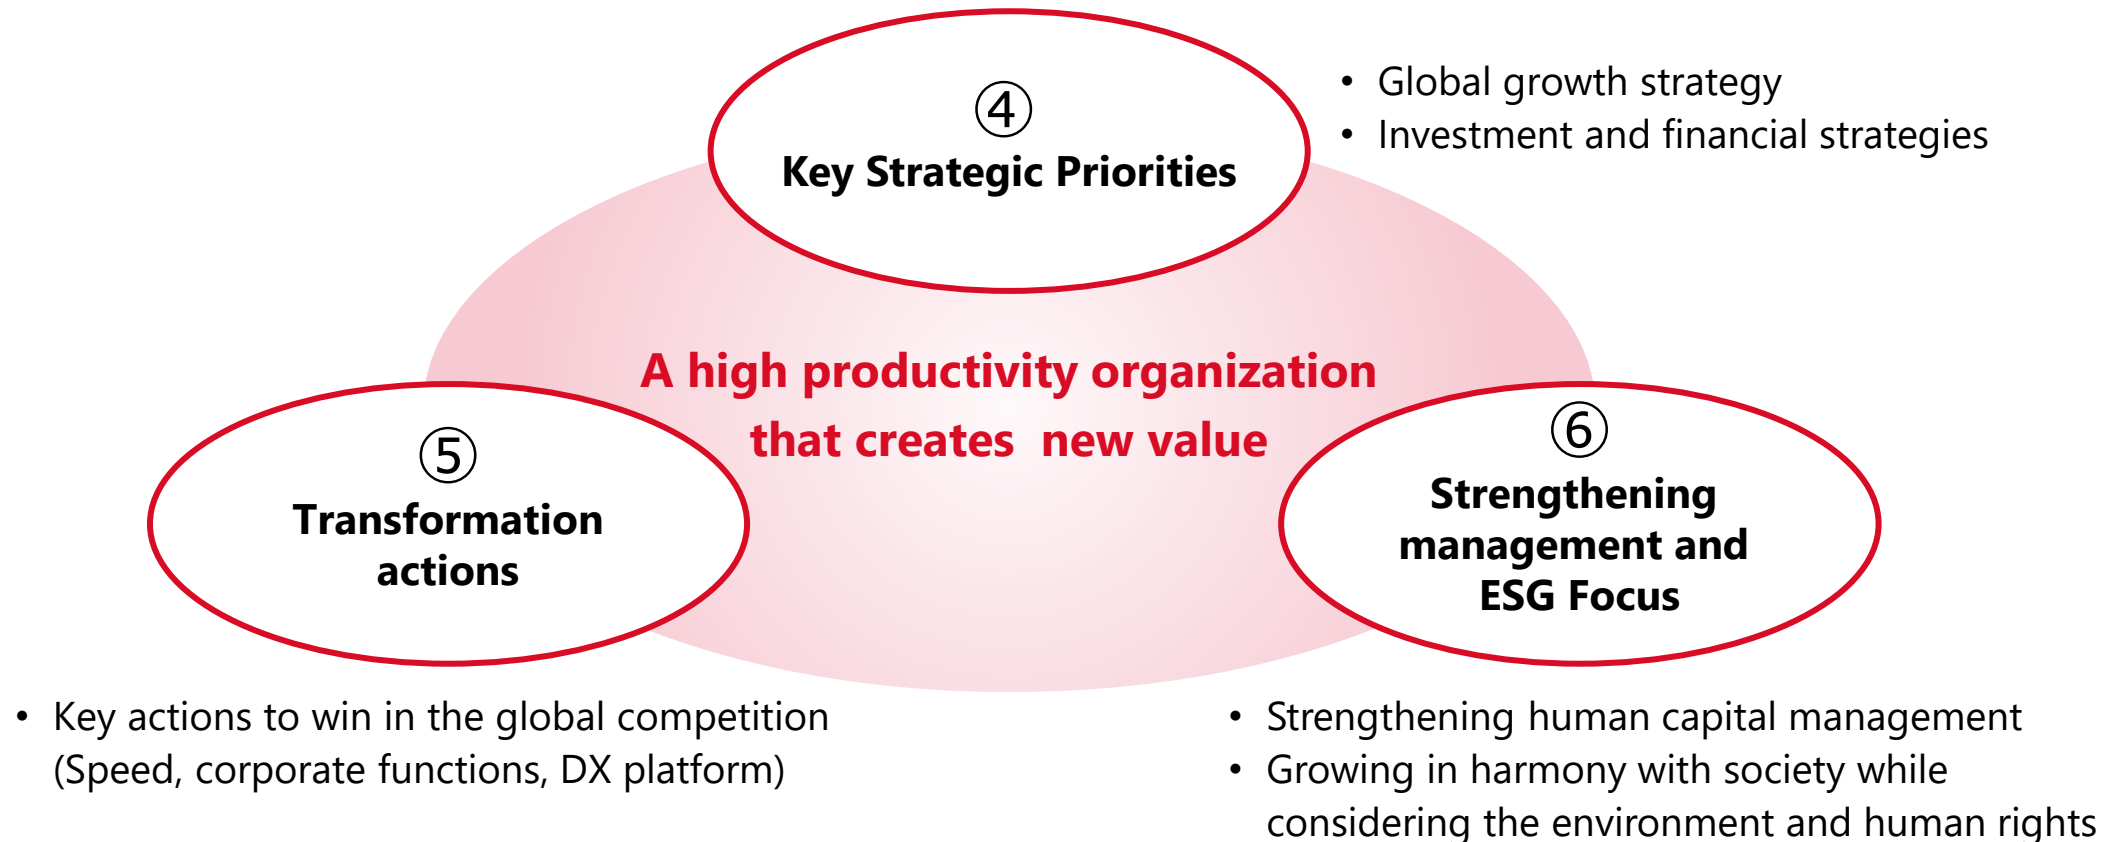 ④
Key Strategic Priorities
• Global growth strategy
• Investment and financial strategies
A high productivity organization
that creates new value
⑤
Transformation
actions
⑥
Strengthening
management and
ESG Focus
• Key actions to win in the global competition
(Speed, corporate functions, DX platform)
• Strengthening human capital management
• Growing in harmony with society while
considering the environment and human rights